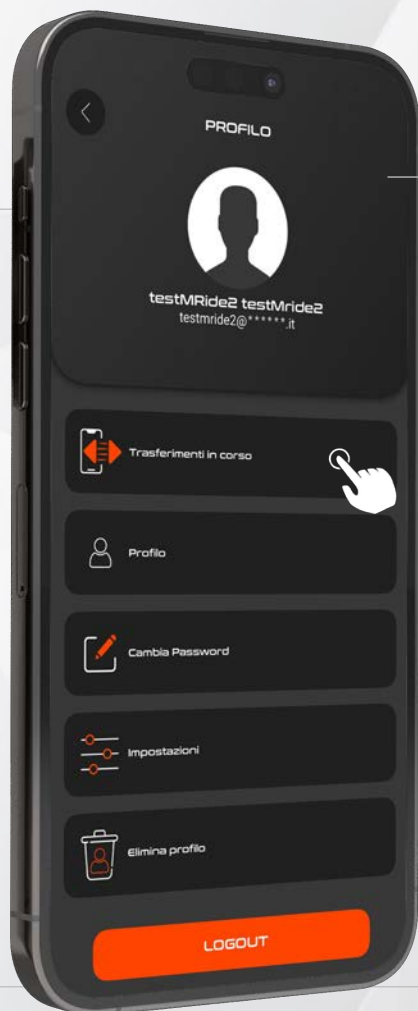 PROFILO
testMRide2 testMride2
testmride2@******.it
Trasferimenti in corso
Profilo
Cambia Password
Impostazioni
Elimina profilo
LOGOUT